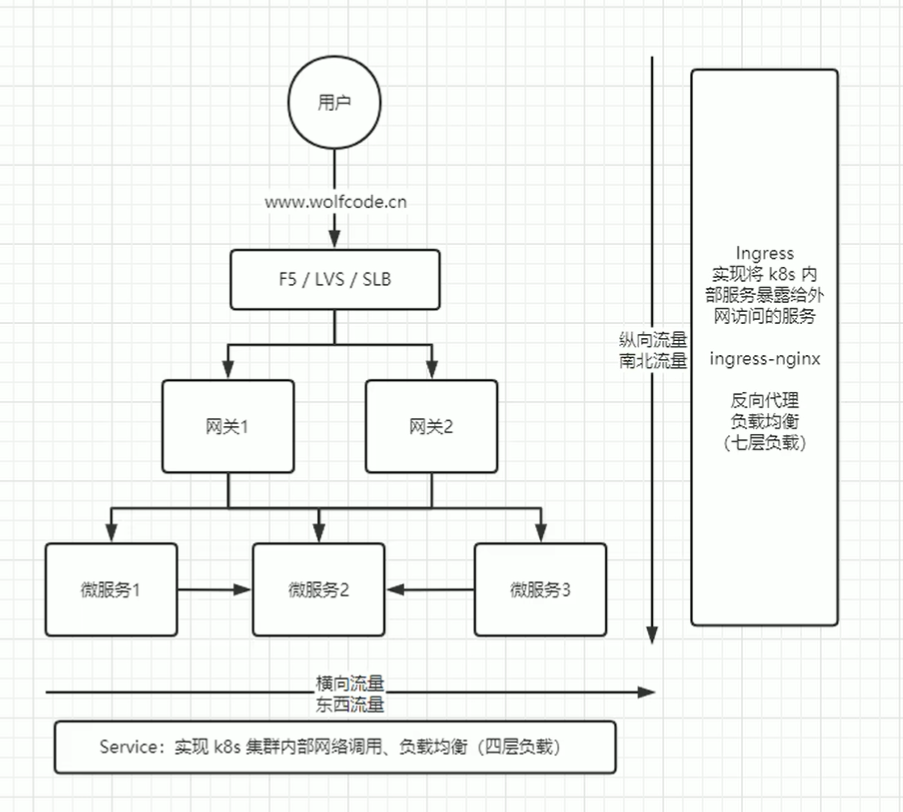 用户
www.wolfcode.cn
F5 / LVS / SLB
网关1
网关2
微服务1
微服务2
微服务3
纵向流量
南北流量
Ingress
实现将 k8s 内
部服务暴露给外
网访问的服务
ingress-nginx
反向代理
负载均衡
（七层负载）
横向流量
东西流量
Service：实现 k8s 集群内部网络调用、负载均衡（四层负载）